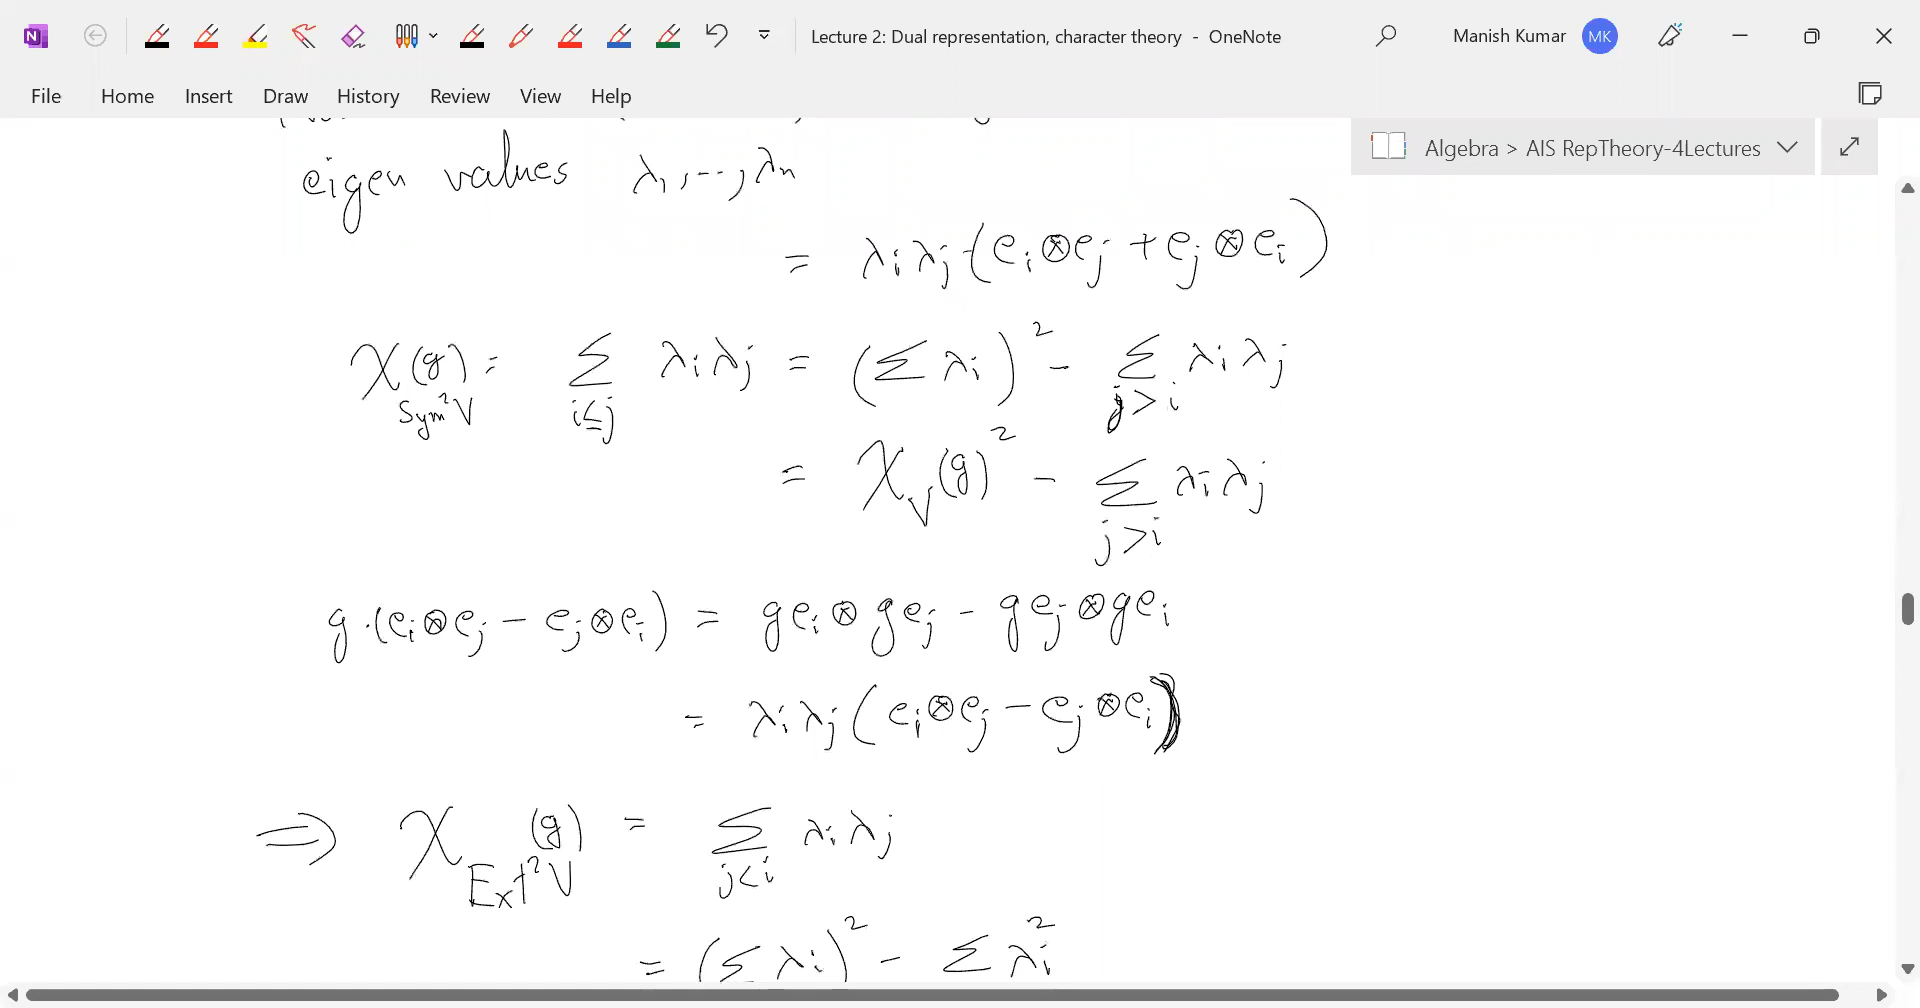 Lecture 2: Dual representation, character theory - OneNote
Manish Kumar MK
File Home Insert Draw History Review View Help
Algebra > AIS RepTheory-4Lectures
eigen values λ₁, ..., λₙ
= λᵢλⱼ (eᵢ⊗eⱼ + eⱼ⊗eᵢ)
χ_{Sym²V}(g) = Σ_{i≤j} λᵢλⱼ = (Σ λᵢ)² - Σ_{j>i} λᵢλⱼ
= χ_V(g)² - Σ_{j>i} λᵢλⱼ
g·(eᵢ⊗eⱼ - eⱼ⊗eᵢ) = geᵢ⊗geⱼ - geⱼ⊗geᵢ
= λᵢλⱼ (eᵢ⊗eⱼ - eⱼ⊗eᵢ)
⇒ χ_{Ext²V}(g) = Σ_{j<i} λᵢλⱼ
= (Σ λᵢ)² - Σ λᵢ²